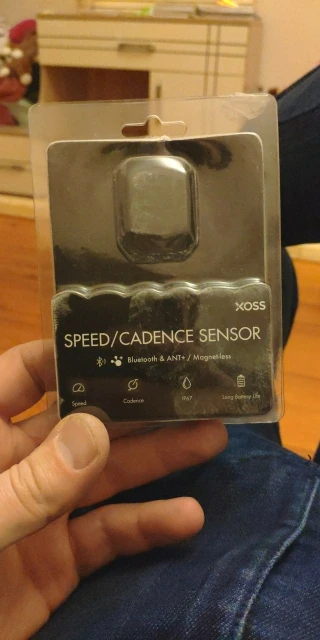 XOSS
SPEED/CADENCE SENSOR
Bluetooth & ANT+ / Magnet-less
Speed
Cadence
IP67
Long Battery Life